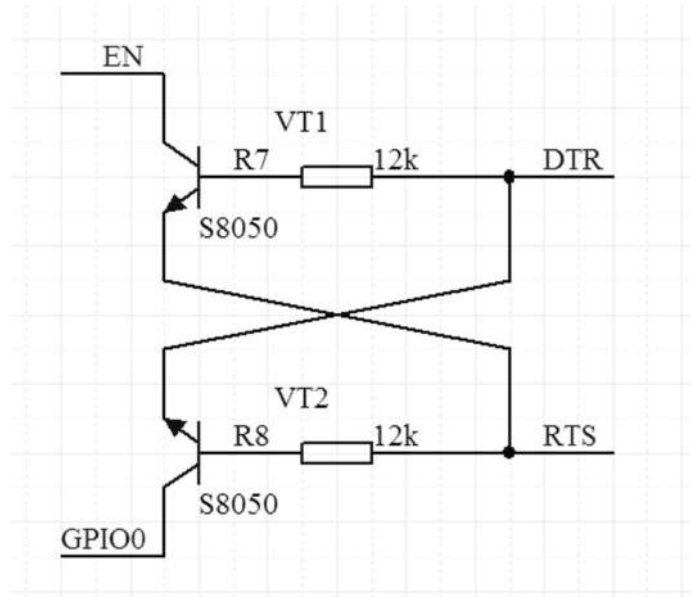 EN
VT1
R7 12k DTR
S8050
VT2
R8 12k RTS
S8050
GPIO0